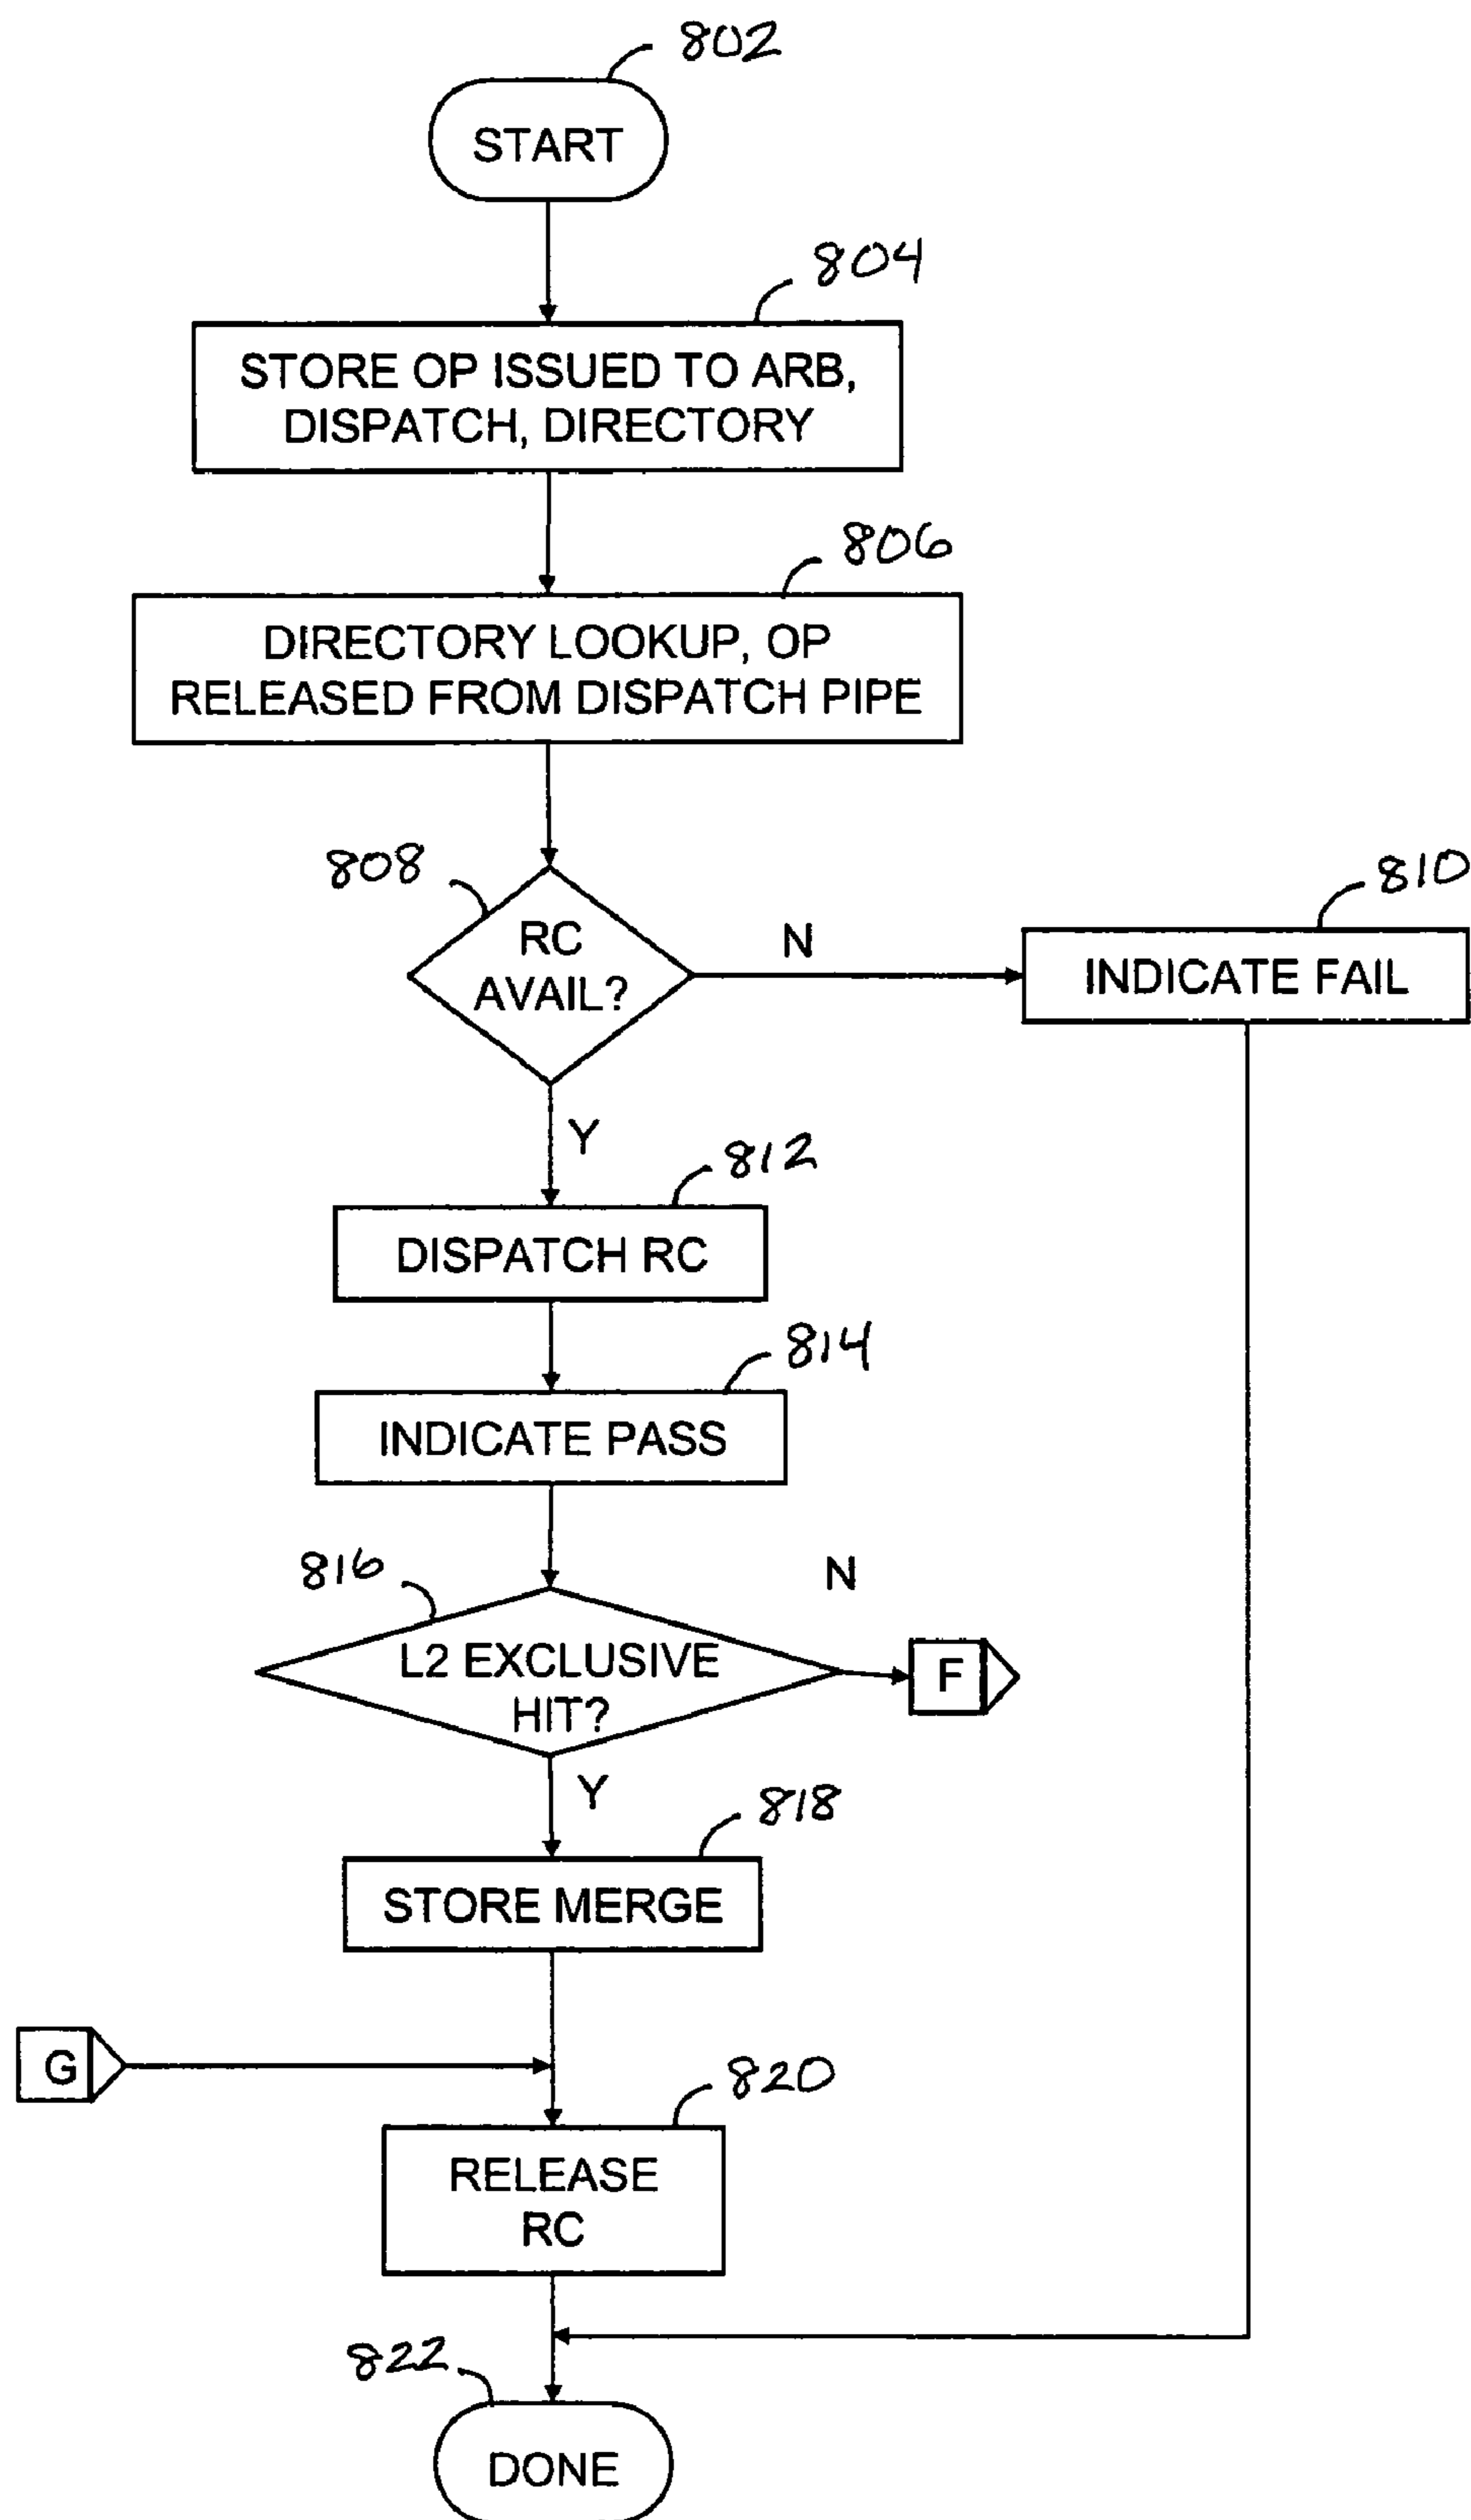 802
START
804
STORE OP ISSUED TO ARB,
DISPATCH, DIRECTORY
806
DIRECTORY LOOKUP, OP
RELEASED FROM DISPATCH PIPE
808
RC
AVAIL?
N
810
INDICATE FAIL
Y
812
DISPATCH RC
814
INDICATE PASS
816
N
L2 EXCLUSIVE
HIT?
F
Y
818
STORE MERGE
G
820
RELEASE
RC
822
DONE